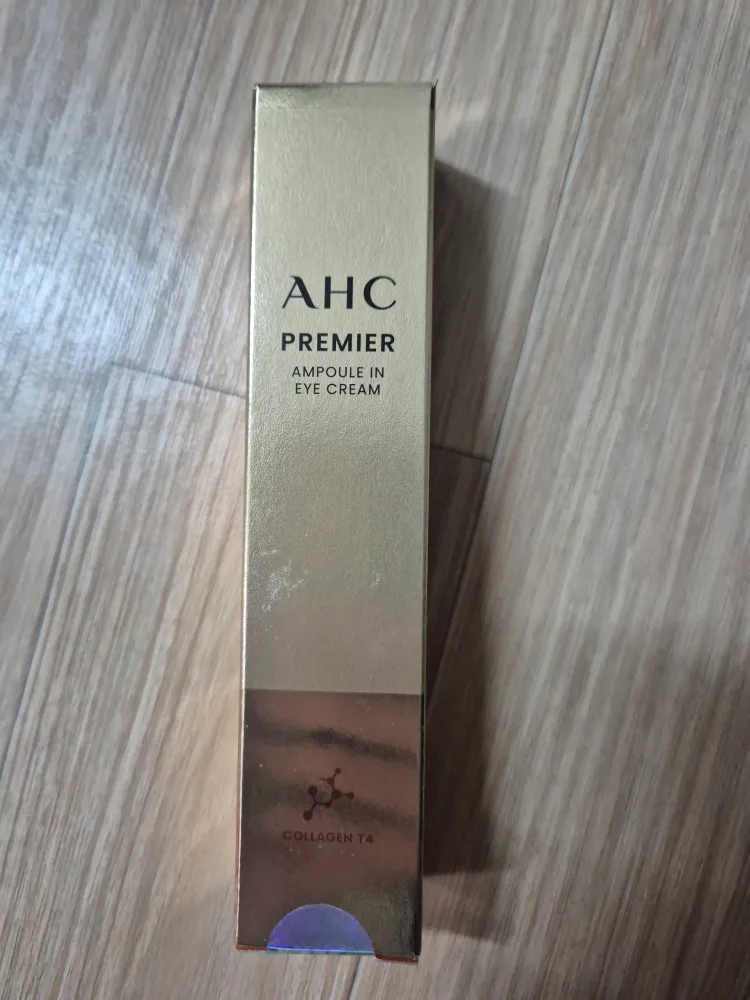 AHC
PREMIER
AMPOULE IN
EYE CREAM
COLLAGEN T4